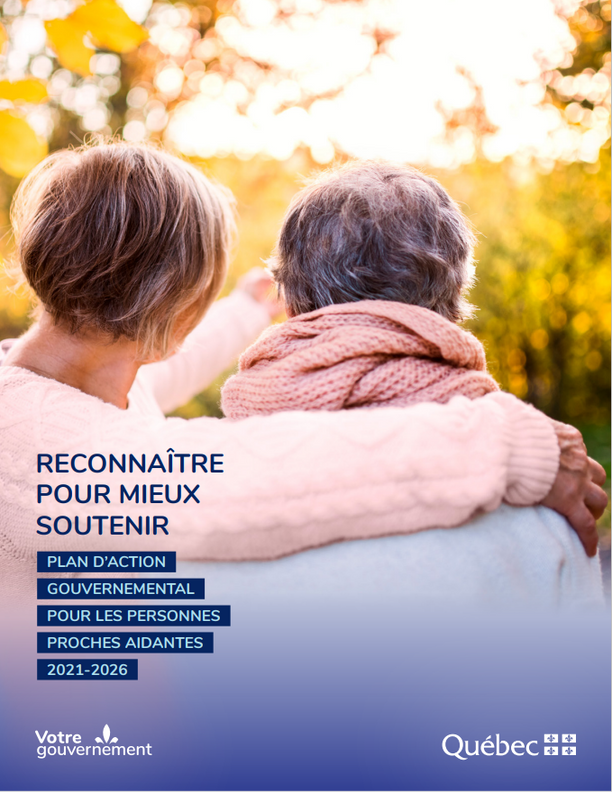 RECONNAÎTRE
POUR MIEUX
SOUTENIR
PLAN D'ACTION
GOUVERNEMENTAL
POUR LES PERSONNES
PROCHES AIDANTES
2021-2026
Votre
gouvernement
Québec